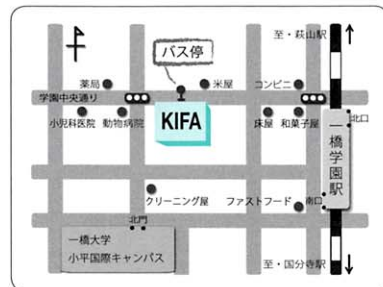 至・萩山駅
バス停
薬局
米屋
コンビニ
学園中央通り
小児科医院
動物病院
KIFA
床屋
和菓子屋
北口
一橋学園駅
クリーニング屋
ファストフード
南口
北門
一橋大学
小平国際キャンパス
至・国分寺駅